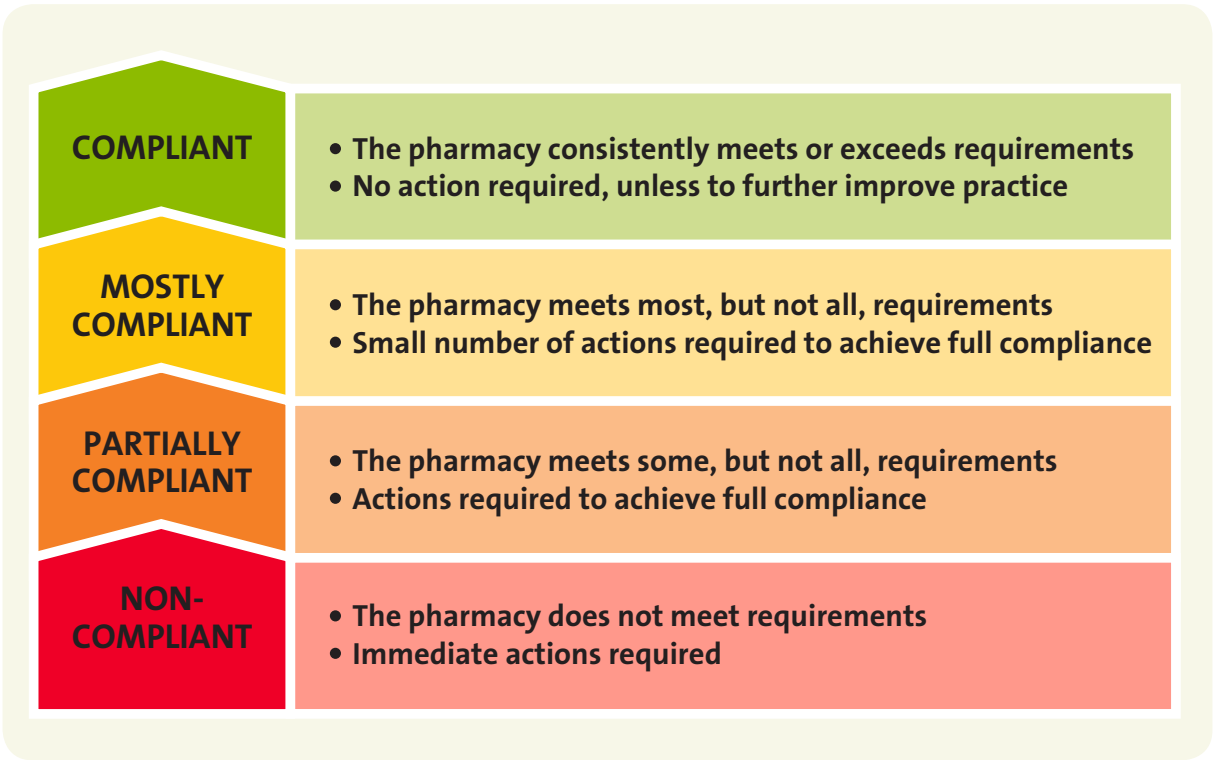 COMPLIANT
• The pharmacy consistently meets or exceeds requirements
• No action required, unless to further improve practice
MOSTLY
COMPLIANT
• The pharmacy meets most, but not all, requirements
• Small number of actions required to achieve full compliance
PARTIALLY
COMPLIANT
• The pharmacy meets some, but not all, requirements
• Actions required to achieve full compliance
NON-
COMPLIANT
• The pharmacy does not meet requirements
• Immediate actions required